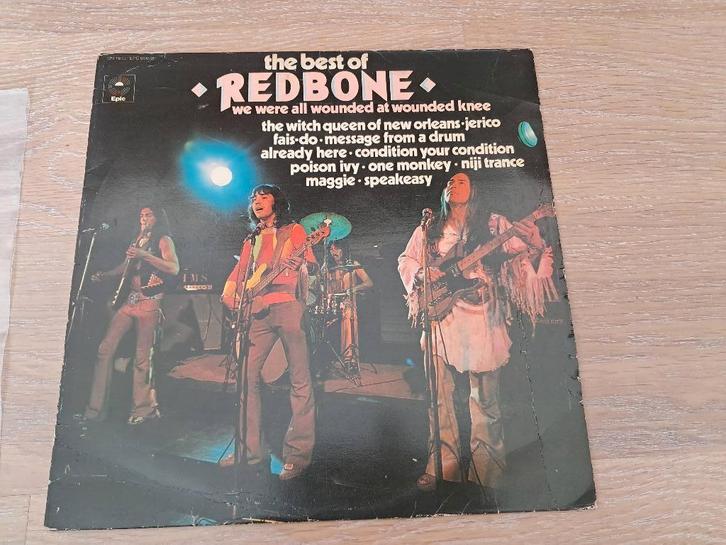 the best of
REDBONE
we were all wounded at wounded knee
the witch queen of new orleans · jerico
fais·do · message from a drum
already here · condition your condition
poison ivy · one monkey · niji trance
maggie · speakeasy
Epic